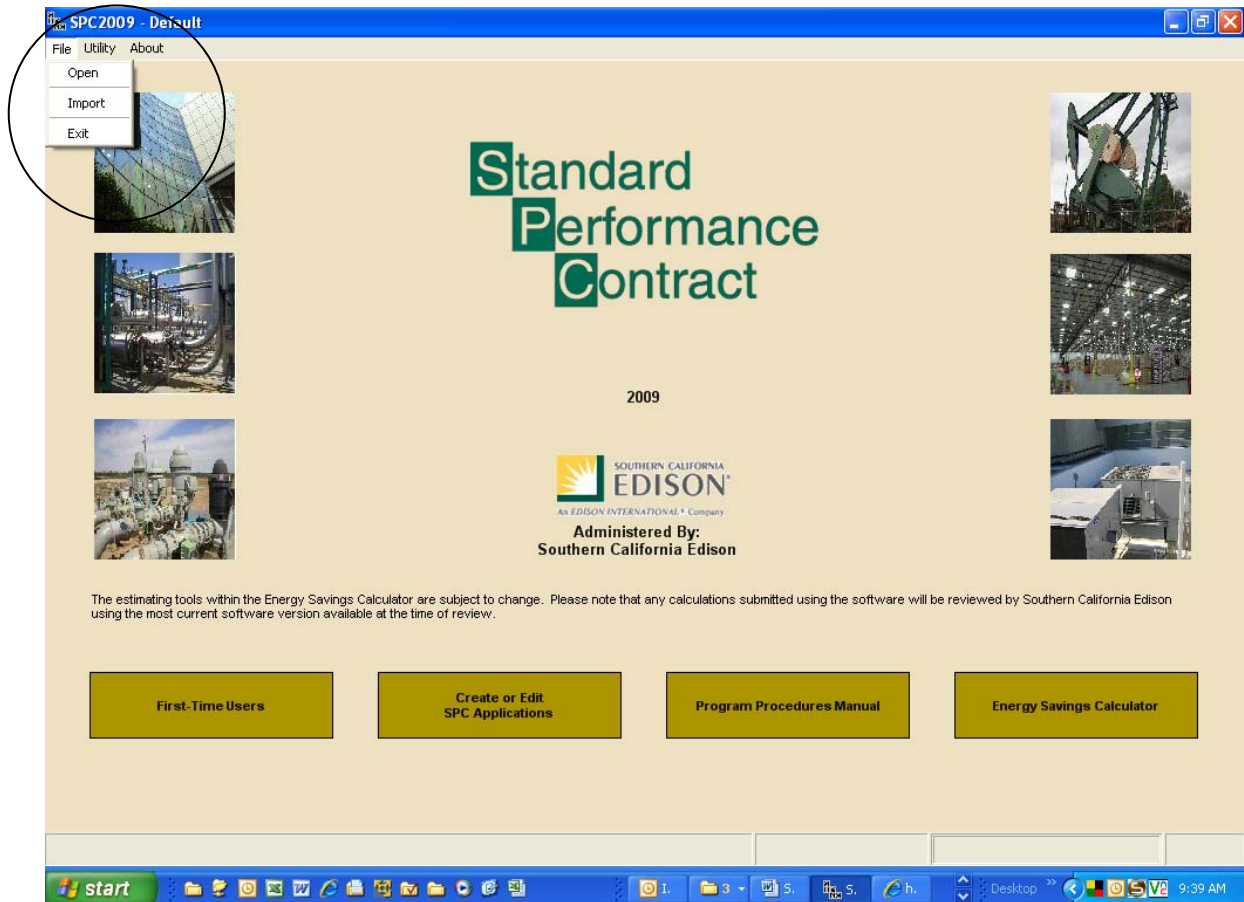 SPC2009 - Default
File Utility About
Open
Import
Exit
Standard
Performance
Contract
2009
SOUTHERN CALIFORNIA
EDISON
An EDISON INTERNATIONAL Company
Administered By:
Southern California Edison
The estimating tools within the Energy Savings Calculator are subject to change. Please note that any calculations submitted using the software will be reviewed by Southern California Edison
using the most current software version available at the time of review.
First-Time Users
Create or Edit
SPC Applications
Program Procedures Manual
Energy Savings Calculator
start I. 3 S. S. h. Desktop » 9:39 AM